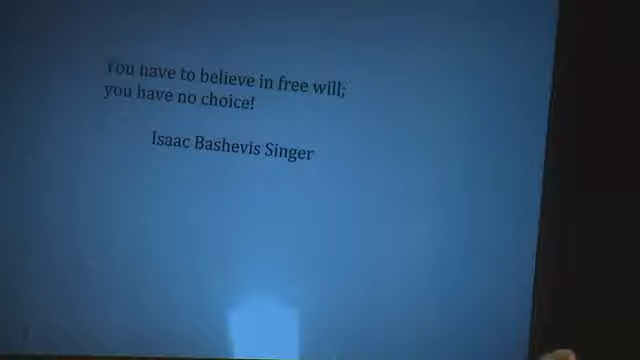 You have to believe in free will;
you have no choice!
Isaac Bashevis Singer